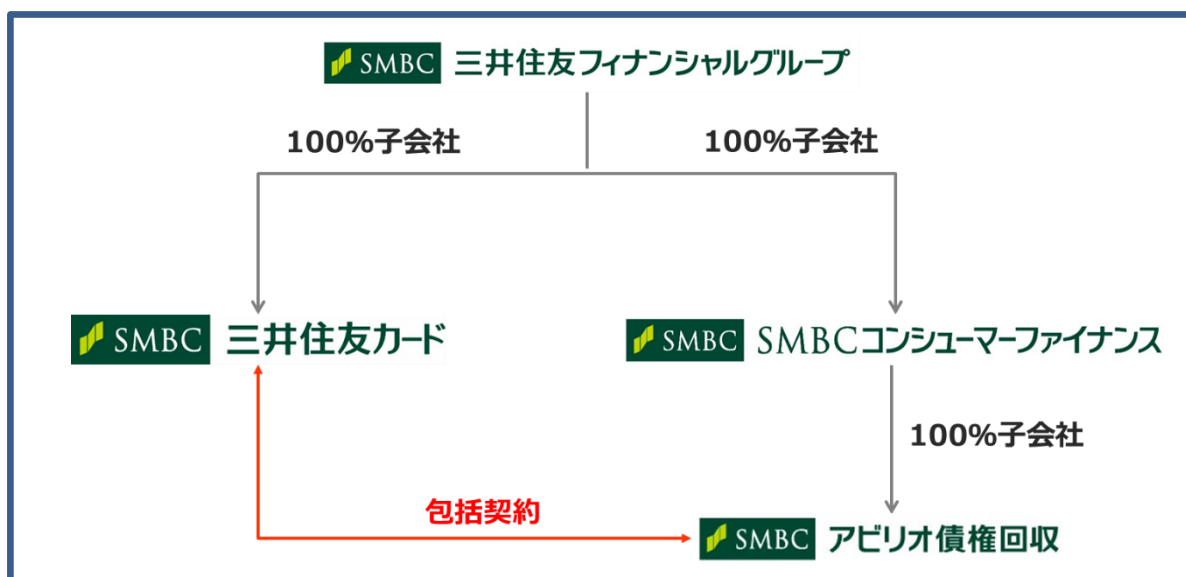 SMBC 三井住友フィナンシャルグループ
100%子会社
100%子会社
SMBC 三井住友カード
SMBC SMBCコンシューマーファイナンス
100%子会社
包括契約
SMBC アビリオ債権回収